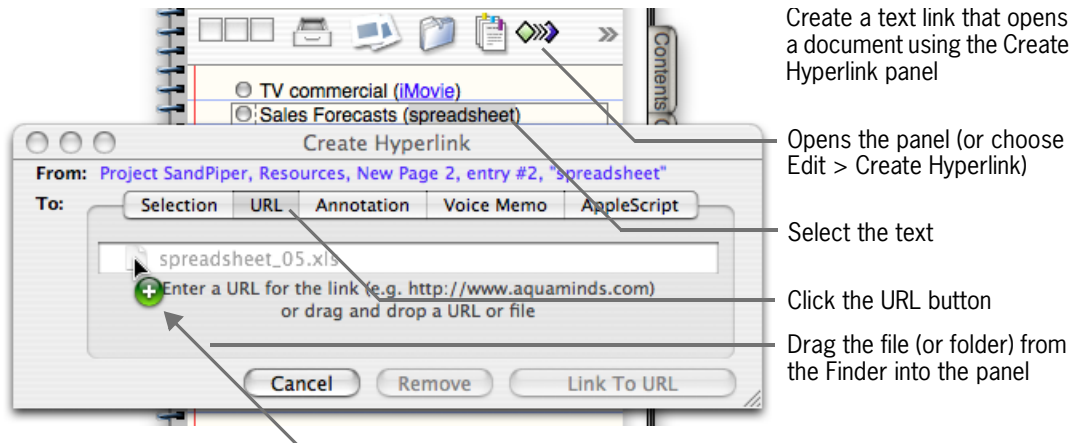 Create a text link that opens
a document using the Create
Hyperlink panel
»
Contents
TV commercial (iMovie)
Sales Forecasts (spreadsheet)
Create Hyperlink
Opens the panel (or choose
Edit > Create Hyperlink)
From: Project SandPiper, Resources, New Page 2, entry #2, "spreadsheet"
To: Selection URL Annotation Voice Memo AppleScript
Select the text
spreadsheet_05.xls
Enter a URL for the link (e.g. http://www.aquaminds.com)
or drag and drop a URL or file
Click the URL button
Drag the file (or folder) from
the Finder into the panel
Cancel Remove Link To URL